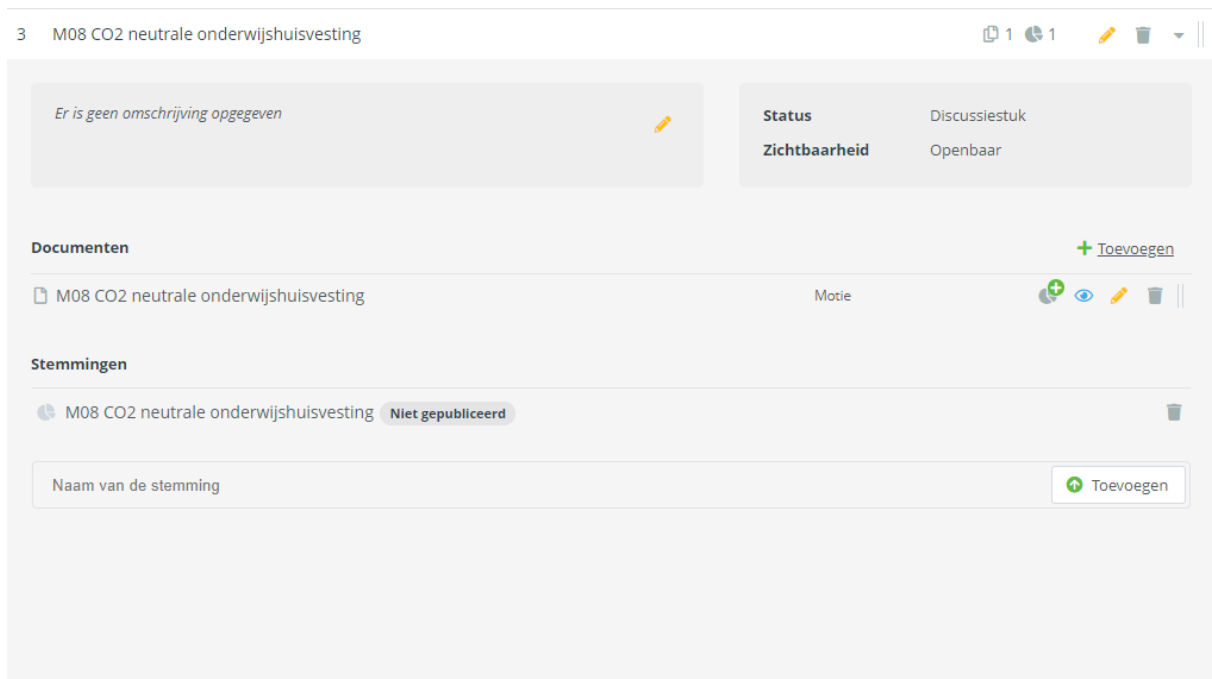 3 M08 CO2 neutrale onderwijshuisvesting 1 1
Er is geen omschrijving opgegeven
Status Discussiestuk
Zichtbaarheid Openbaar
Documenten Toevoegen
M08 CO2 neutrale onderwijshuisvesting Motie
Stemmingen
M08 CO2 neutrale onderwijshuisvesting Niet gepubliceerd
Naam van de stemming Toevoegen